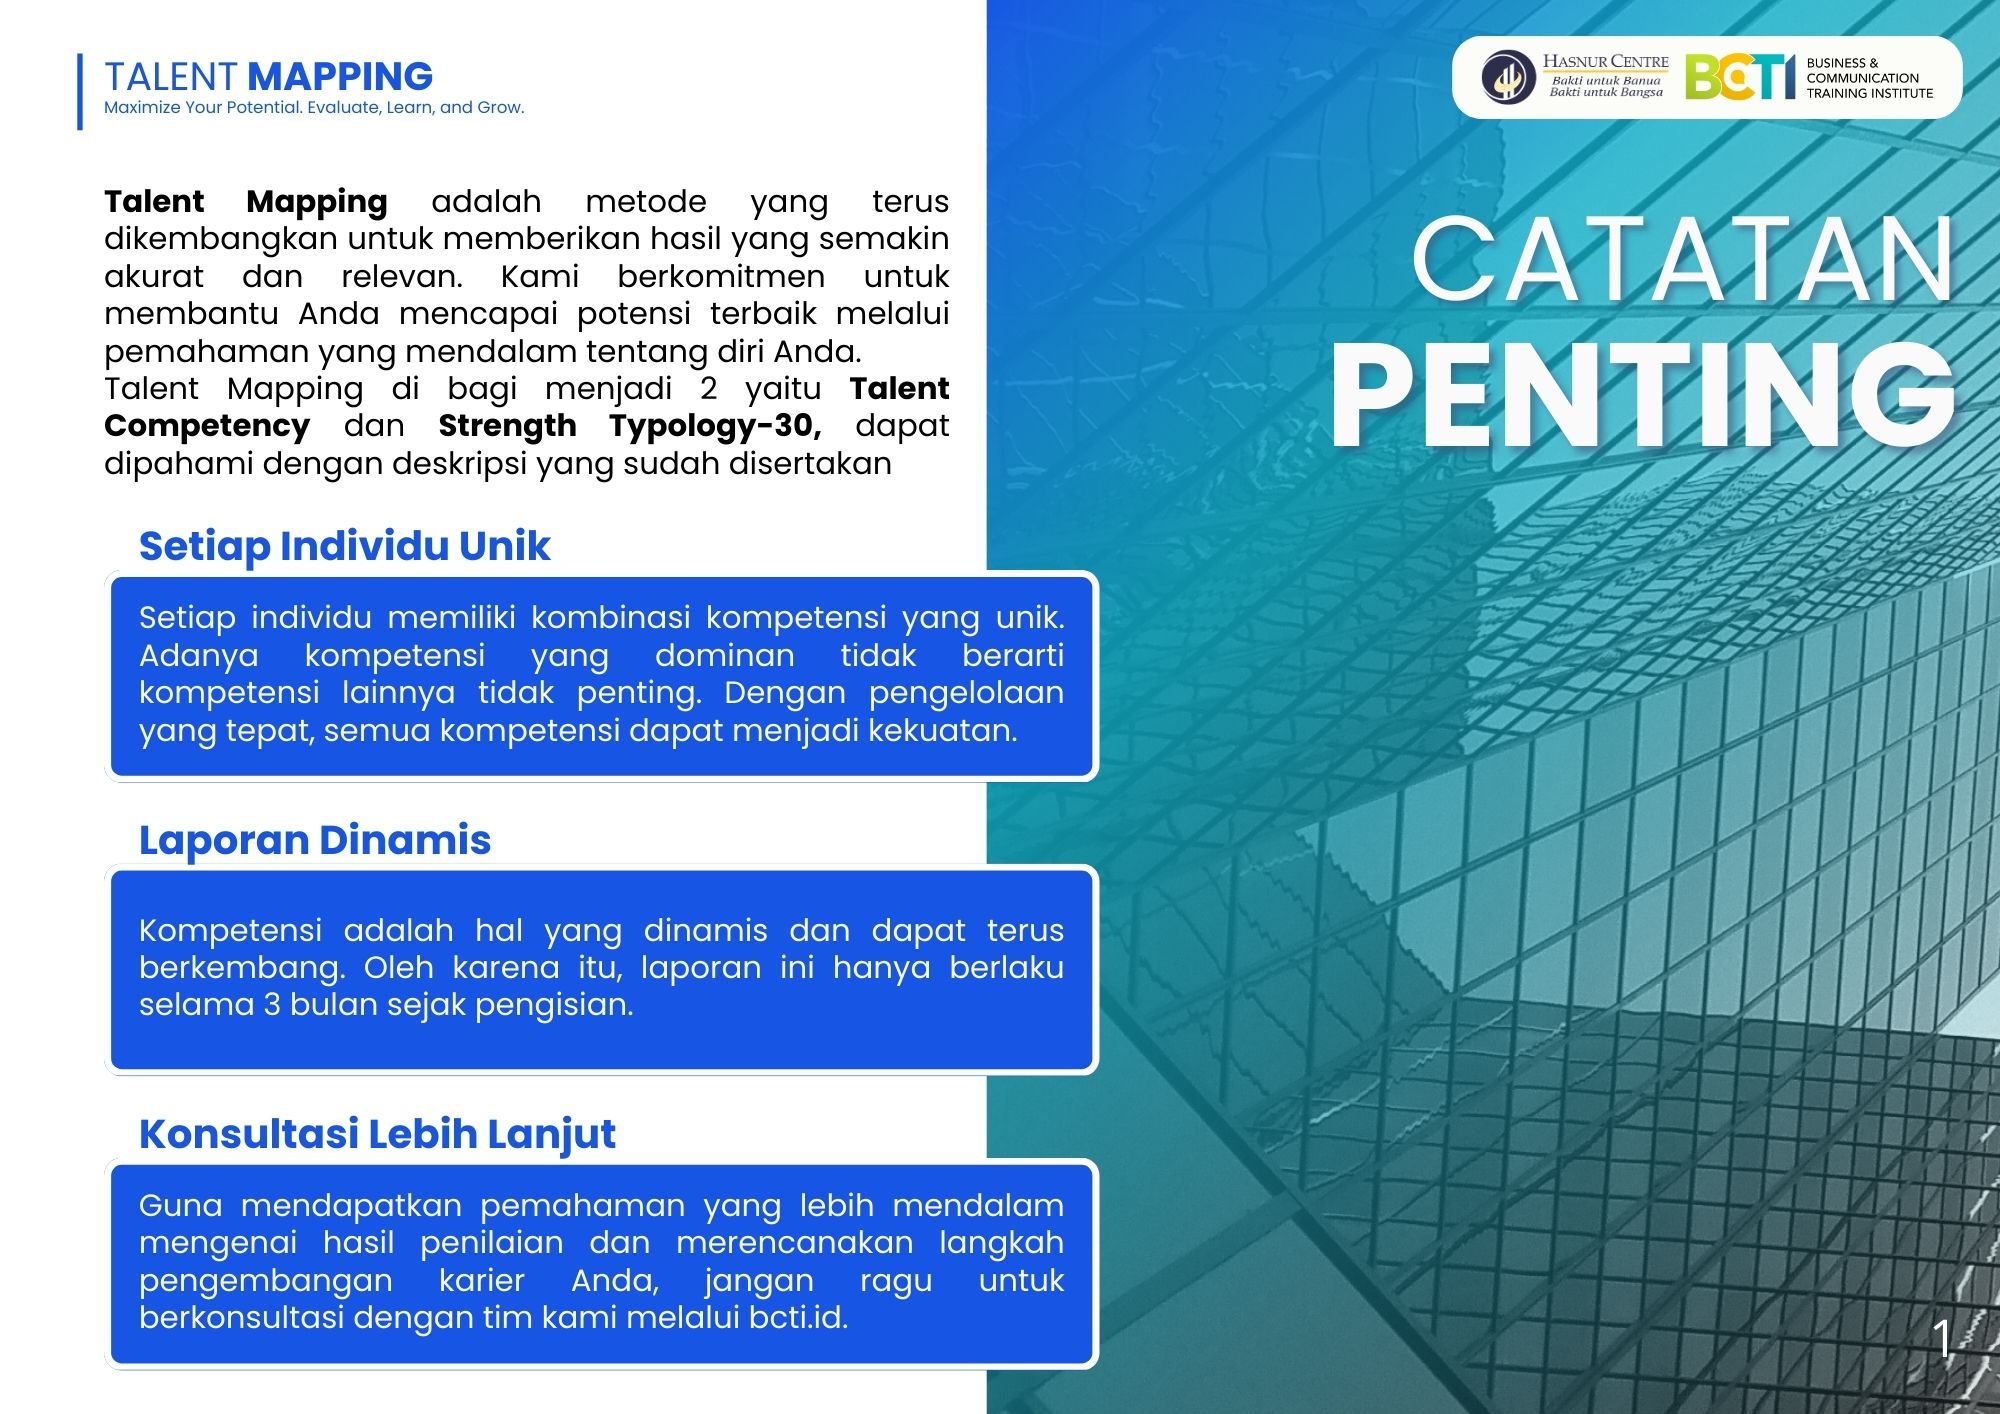 TALENT MAPPING
Maximize Your Potential. Evaluate, Learn, and Grow.
HASNUR CENTRE
Bakti untuk Banua
Bakti untuk Bangsa
BCTI
BUSINESS &
COMMUNICATION
TRAINING INSTITUTE
CATATAN
PENTING
Talent Mapping adalah metode yang terus
dikembangkan untuk memberikan hasil yang semakin
akurat dan relevan. Kami berkomitmen untuk
membantu Anda mencapai potensi terbaik melalui
pemahaman yang mendalam tentang diri Anda.
Talent Mapping di bagi menjadi 2 yaitu Talent
Competency dan Strength Typology-30, dapat
dipahami dengan deskripsi yang sudah disertakan
Setiap Individu Unik
Setiap individu memiliki kombinasi kompetensi yang unik.
Adanya kompetensi yang dominan tidak berarti
kompetensi lainnya tidak penting. Dengan pengelolaan
yang tepat, semua kompetensi dapat menjadi kekuatan.
Laporan Dinamis
Kompetensi adalah hal yang dinamis dan dapat terus
berkembang. Oleh karena itu, laporan ini hanya berlaku
selama 3 bulan sejak pengisian.
Konsultasi Lebih Lanjut
Guna mendapatkan pemahaman yang lebih mendalam
mengenai hasil penilaian dan merencanakan langkah
pengembangan karier Anda, jangan ragu untuk
berkonsultasi dengan tim kami melalui bcti.id.
1